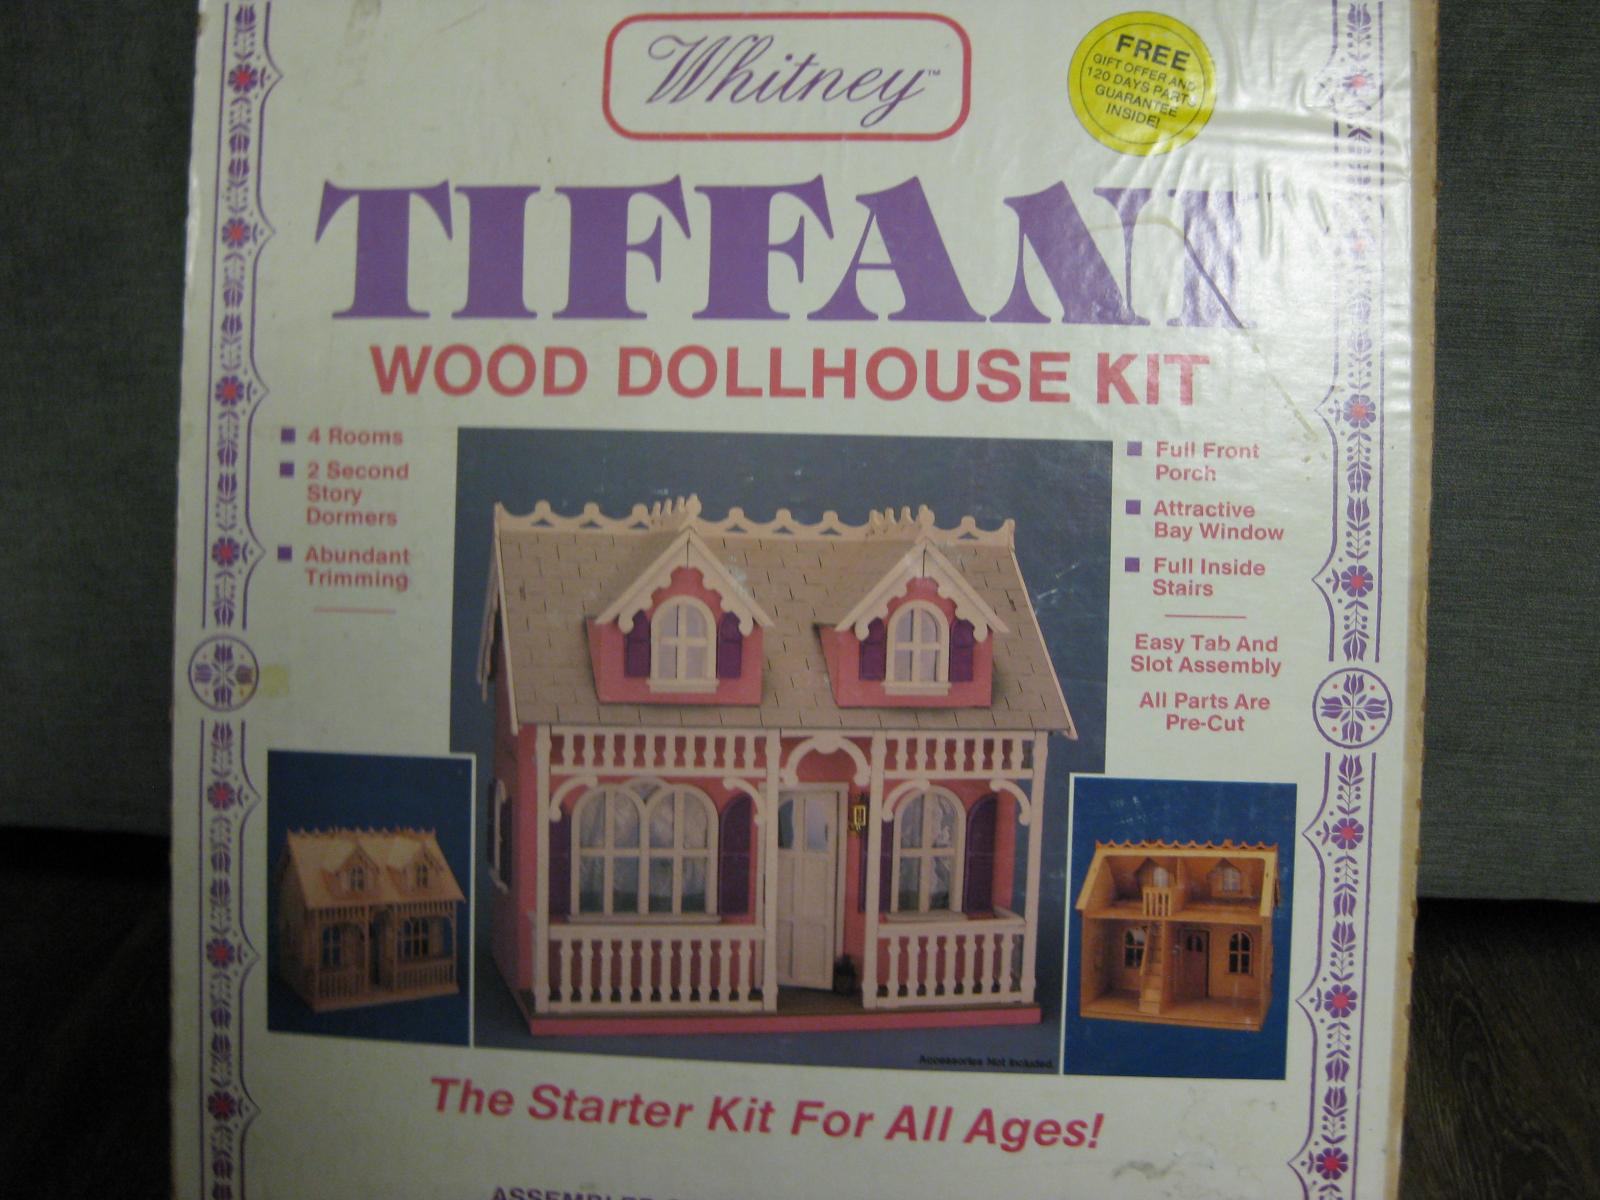 Whitney™
FREE
GIFT OFFER AND
120 DAYS PARTS
GUARANTEE
INSIDE!
TIFFANY
WOOD DOLLHOUSE KIT
4 Rooms
2 Second
Story
Dormers
Abundant
Trimming
Full Front
Porch
Attractive
Bay Window
Full Inside
Stairs
Easy Tab And
Slot Assembly
All Parts Are
Pre-Cut
Accessories Not Included.
The Starter Kit For All Ages!
ASSEMBLED